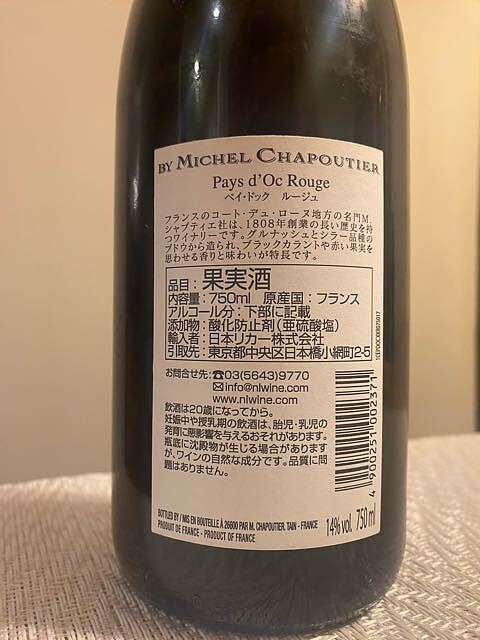 BY MICHEL CHAPOUTIER
Pays d'Oc Rouge
ペイ・ドック ルージュ
フランスのコート・デュ・ローヌ地方の名門M.
シャプティエ社は、1808年創業の長い歴史を持
つワイナリーです。グルナッシュとシラー品種の
ブドウから造られ、ブラックカラントや赤い果実を
思わせる香りと味わいが特長です。
品目：果実酒
内容量：750ml 原産国：フランス
アルコール分：下部に記載
添加物：酸化防止剤(亜硫酸塩)
輸入者：日本リカー株式会社
引取先：東京都中央区日本橋小網町2-5
お問合せ先：☎03(5643)9770
✉info@nlwine.com
www.nlwine.com
飲酒は20歳になってから。
妊娠中や授乳期の飲酒は、胎児・乳児の
発育に悪影響を与えるおそれがあります。
瓶底に沈殿物が生じる場合があります
が、ワインの自然な成分です。品質に問
題はありません。
4 900251 002371
BOTTLED BY / MIS EN BOUTEILLE À 26600 PAR M. CHAPOUTIER. TAIN - FRANCE
PRODUIT DE FRANCE - PRODUCT OF FRANCE
14% vol. 750 ml